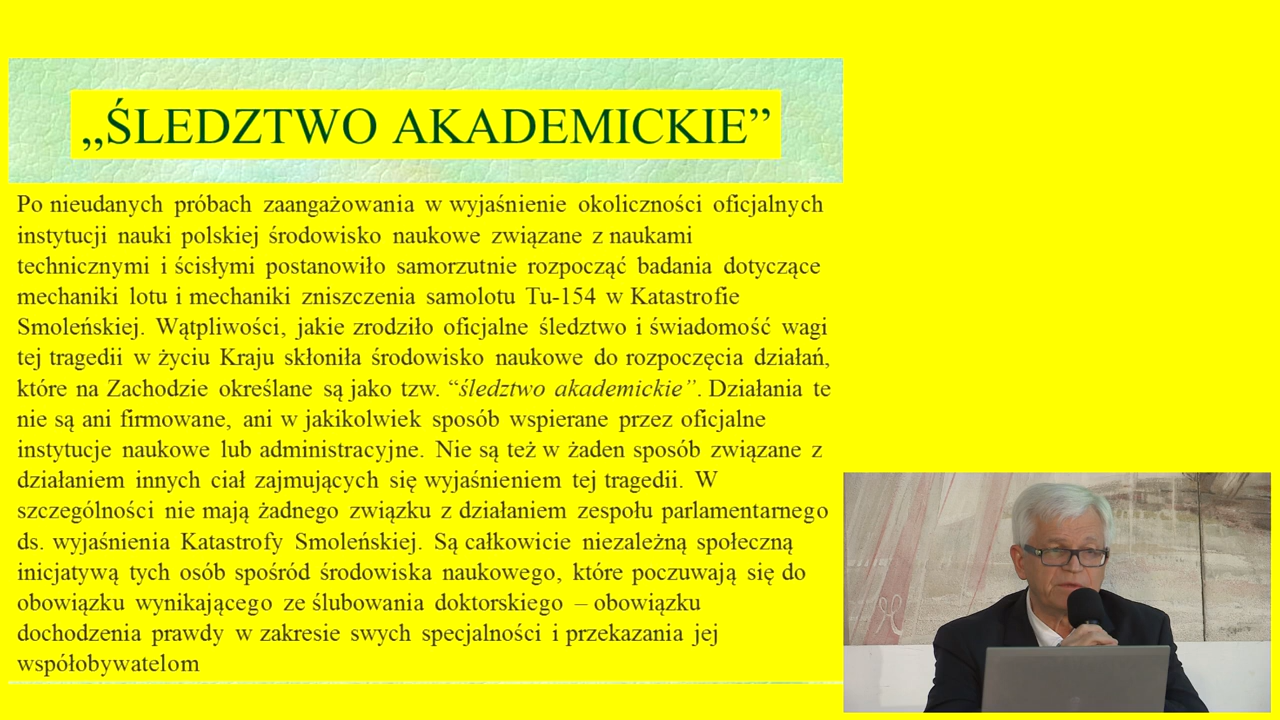 „ŚLEDZTWO AKADEMICKIE”
Po nieudanych próbach zaangażowania w wyjaśnienie okoliczności oficjalnych
instytucji nauki polskiej środowisko naukowe związane z naukami
technicznymi i ścisłymi postanowiło samorzutnie rozpocząć badania dotyczące
mechaniki lotu i mechaniki zniszczenia samolotu Tu-154 w Katastrofie
Smoleńskiej. Wątpliwości, jakie zrodziło oficjalne śledztwo i świadomość wagi
tej tragedii w życiu Kraju skłoniła środowisko naukowe do rozpoczęcia działań,
które na Zachodzie określane są jako tzw. “śledztwo akademickie”. Działania te
nie są ani firmowane, ani w jakikolwiek sposób wspierane przez oficjalne
instytucje naukowe lub administracyjne. Nie są też w żaden sposób związane z
działaniem innych ciał zajmujących się wyjaśnieniem tej tragedii. W
szczególności nie mają żadnego związku z działaniem zespołu parlamentarnego
ds. wyjaśnienia Katastrofy Smoleńskiej. Są całkowicie niezależną społeczną
inicjatywą tych osób spośród środowiska naukowego, które poczuwają się do
obowiązku wynikającego ze ślubowania doktorskiego – obowiązku
dochodzenia prawdy w zakresie swych specjalności i przekazania jej
współobywatelom